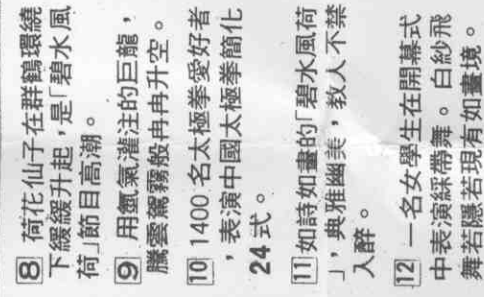 8 荷花仙子在群鶴環繞
下緩緩升起，是「碧水風
荷」節目高潮。
9 用氫氣灌注的巨龍，
騰雲駕霧般冉冉升空。
10 1400 名太極拳愛好者
，表演中國太極拳簡化
24 式。
11 如詩如畫的「碧水風荷
」，典雅幽美，教人不禁
入醉。
12 一名女學生在開幕式
中表演綵帶舞。白紗飛
舞若隱若現有如畫境。